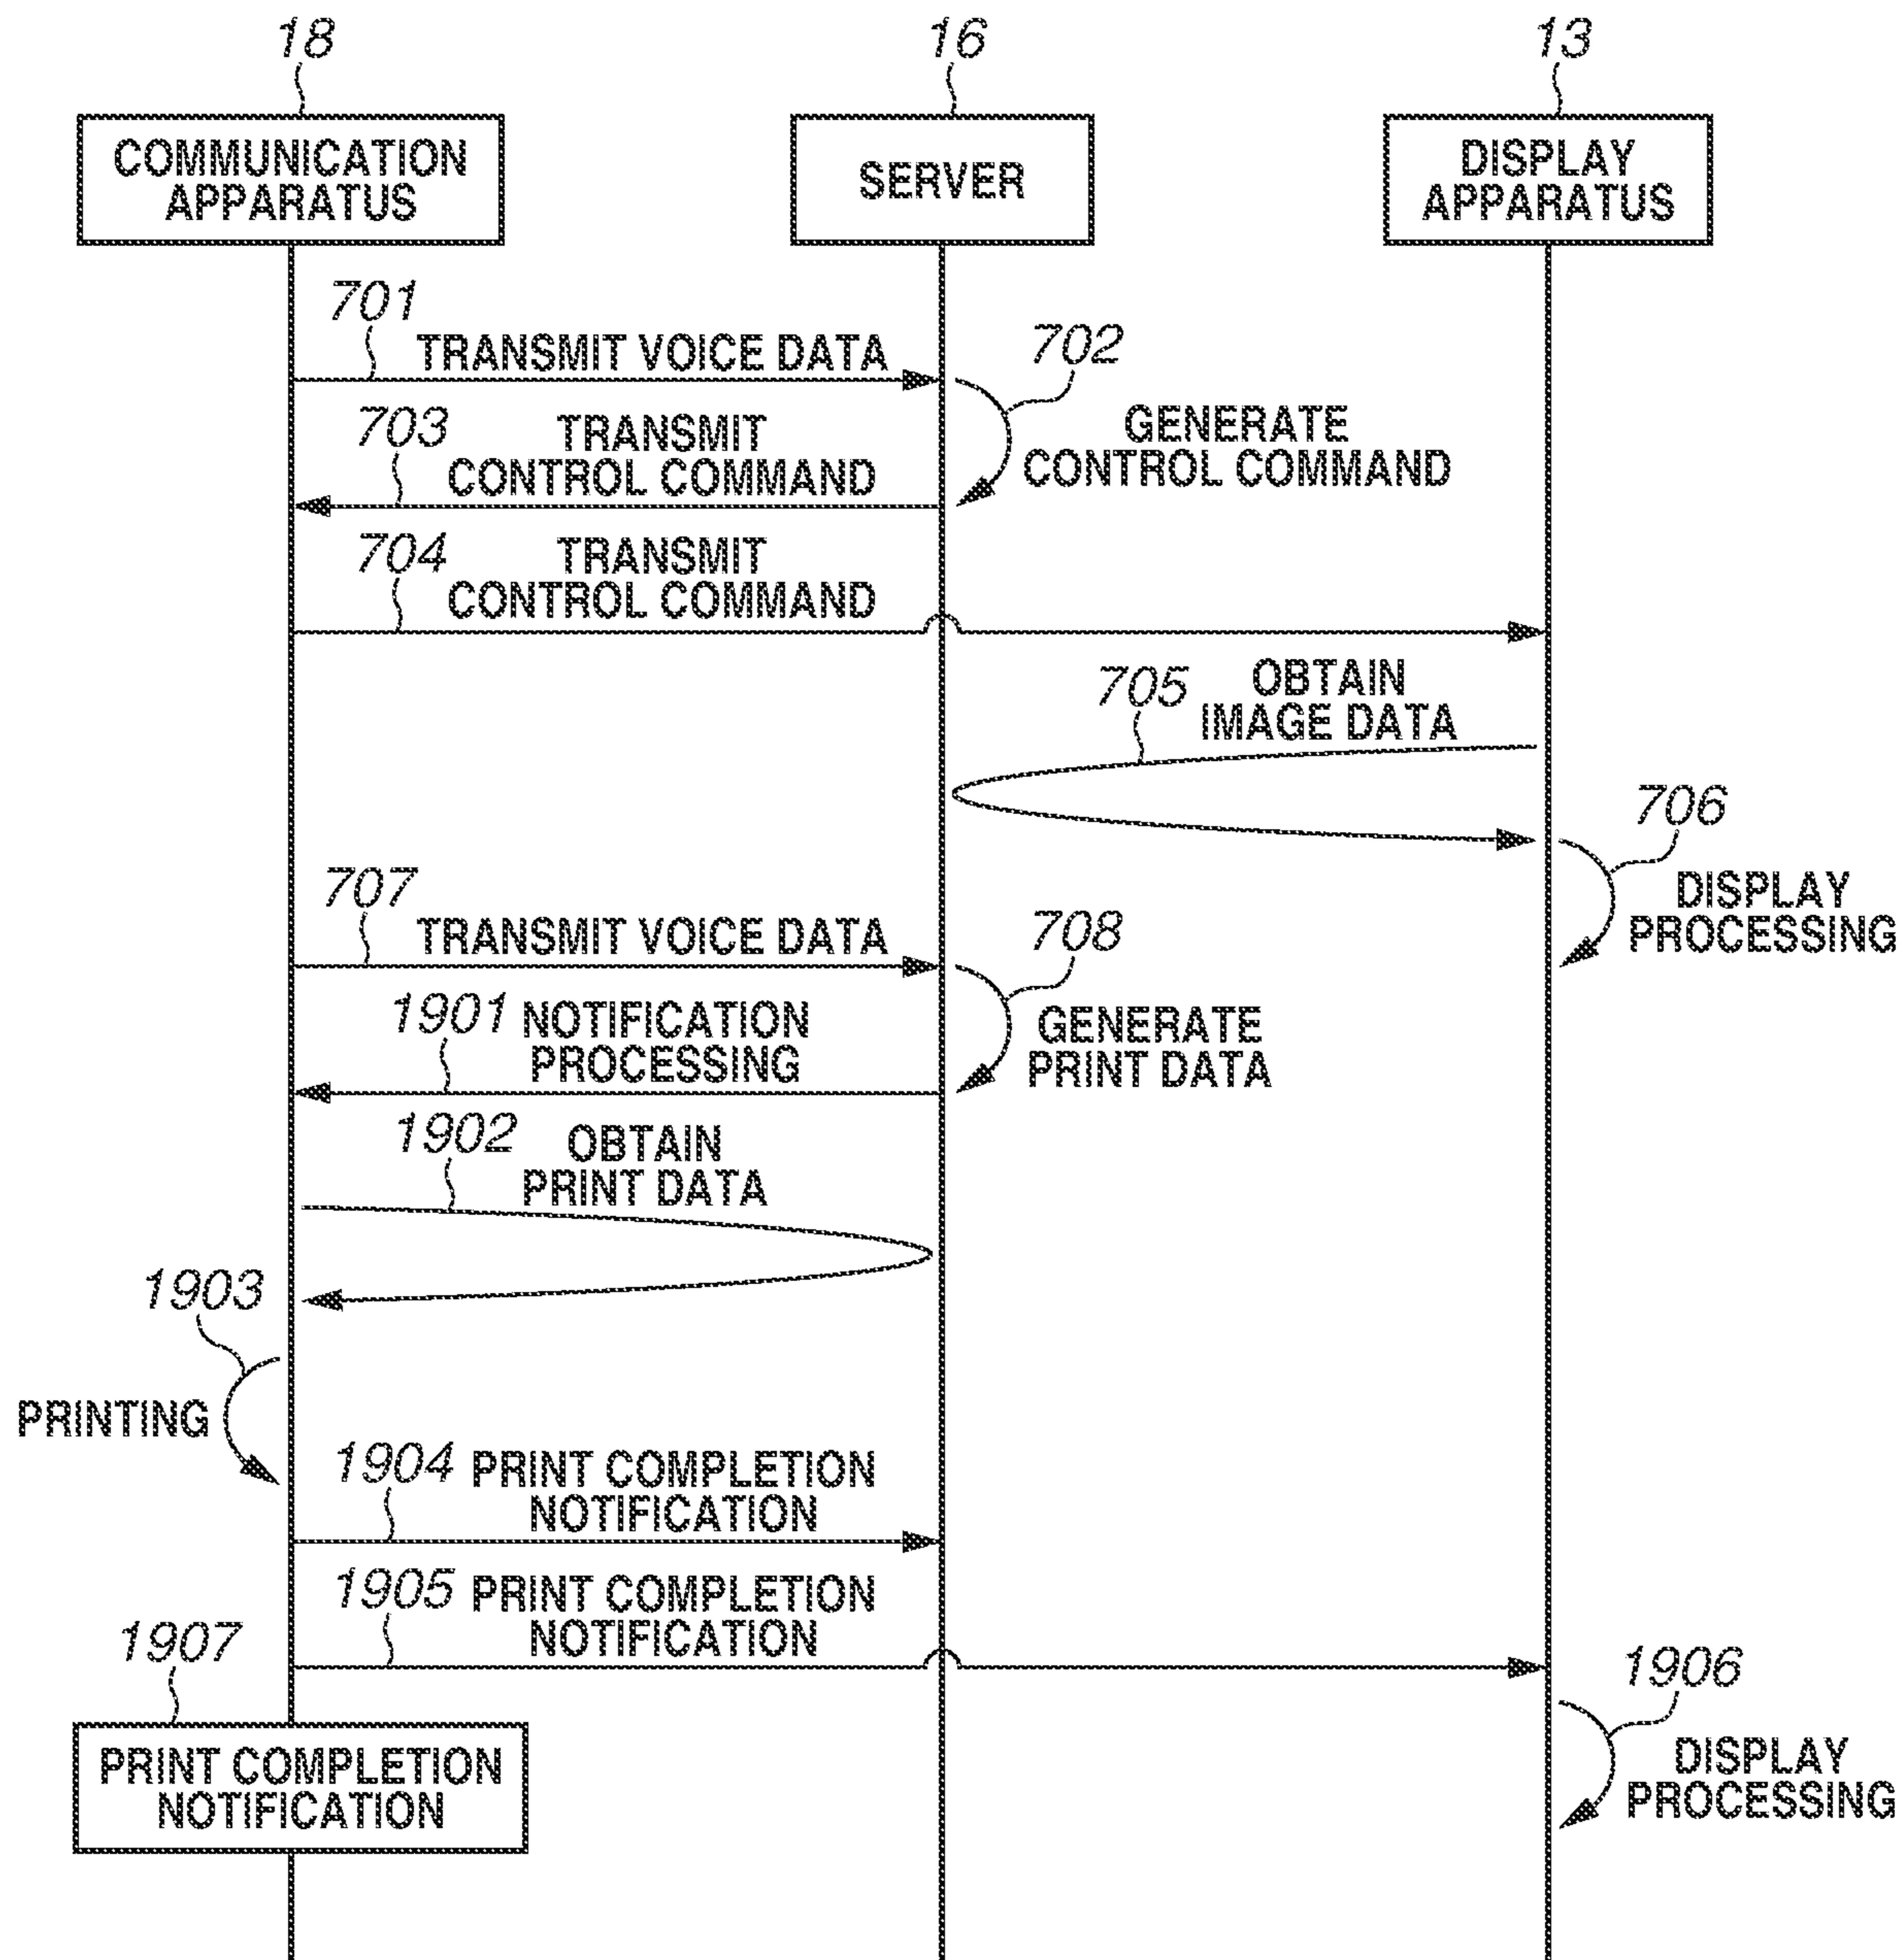 18
16
13
COMMUNICATION
APPARATUS
SERVER
DISPLAY
APPARATUS
701
TRANSMIT VOICE DATA
702
GENERATE
CONTROL COMMAND
703
TRANSMIT
CONTROL COMMAND
704
TRANSMIT
CONTROL COMMAND
705
OBTAIN
IMAGE DATA
706
DISPLAY
PROCESSING
707
TRANSMIT VOICE DATA
708
GENERATE
PRINT DATA
1901
NOTIFICATION
PROCESSING
1902
OBTAIN
PRINT DATA
1903
PRINTING
1904
PRINT COMPLETION
NOTIFICATION
1905
PRINT COMPLETION
NOTIFICATION
1907
PRINT COMPLETION
NOTIFICATION
1906
DISPLAY
PROCESSING